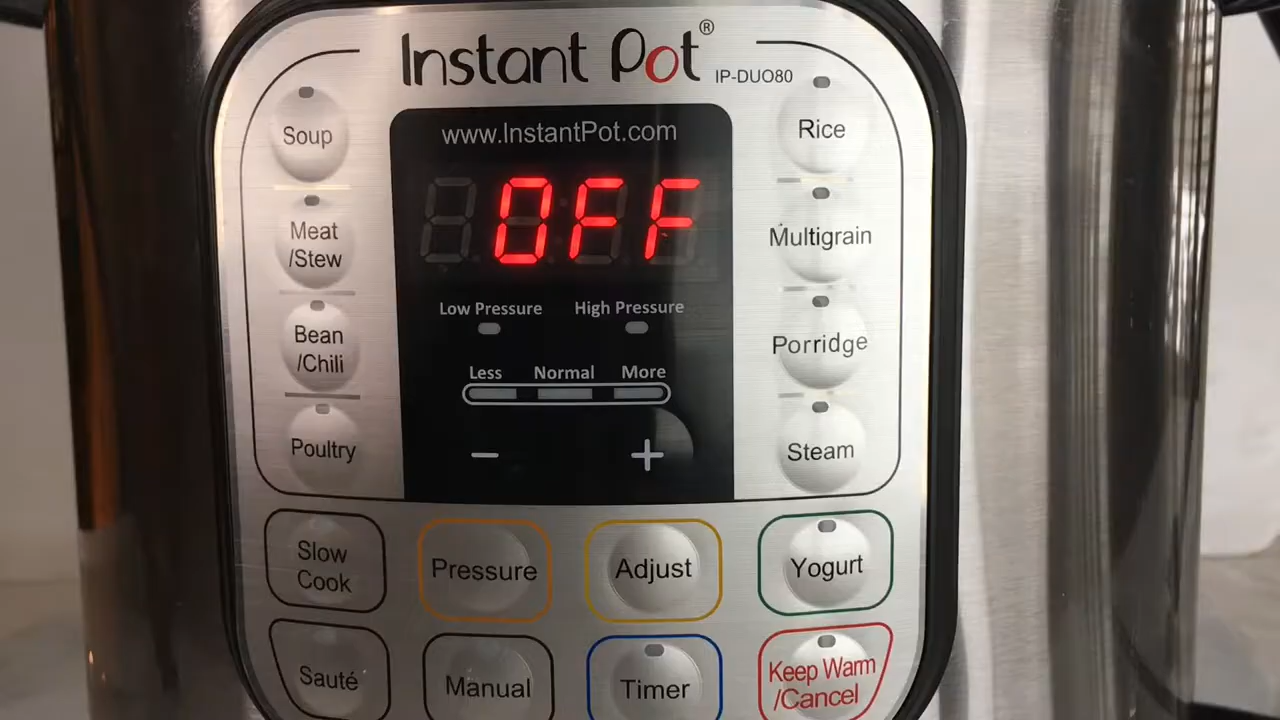 Instant Pot®
IP-DUO80
www.InstantPot.com
OFF
Low Pressure High Pressure
Less Normal More
− +
Soup
Meat
/Stew
Bean
/Chili
Poultry
Rice
Multigrain
Porridge
Steam
Slow
Cook
Pressure
Adjust
Yogurt
Sauté
Manual
Timer
Keep Warm
/Cancel